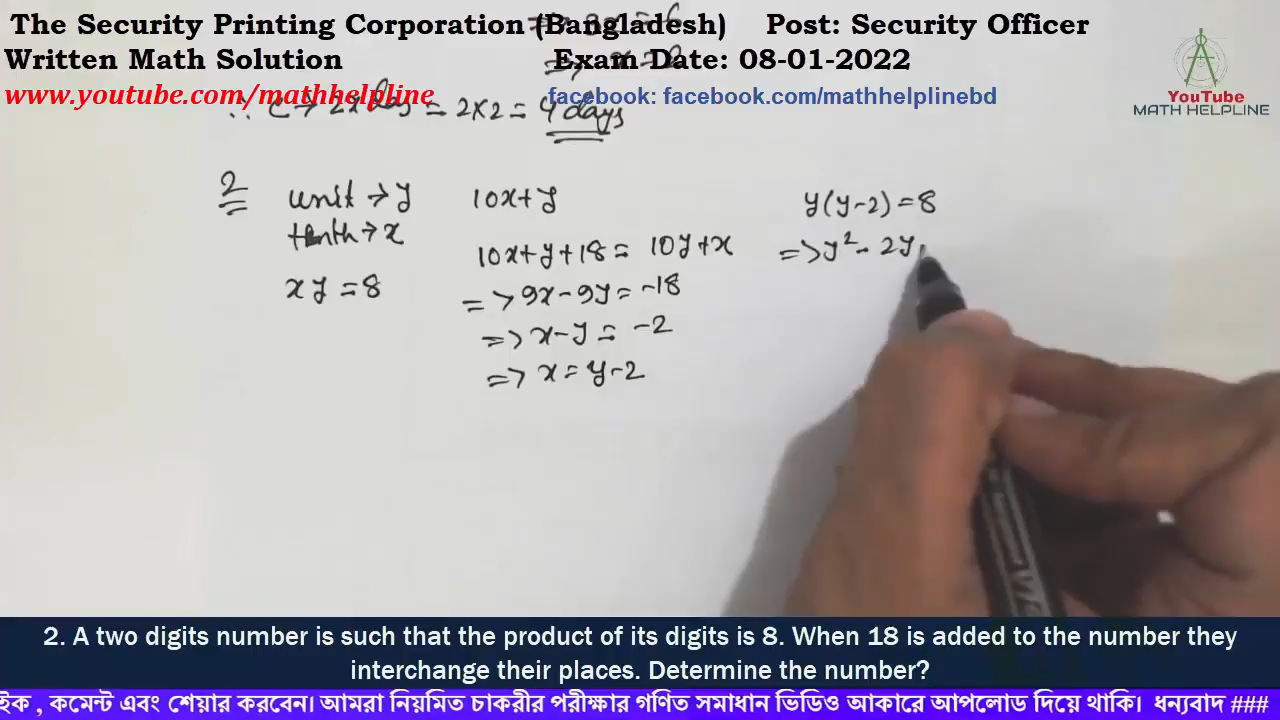 The Security Printing Corporation (Bangladesh) Post: Security Officer
Written Math Solution Exam Date: 08-01-2022
www.youtube.com/mathhelpline facebook: facebook.com/mathhelplinebd
YouTube
MATH HELPLINE
= 2×2 = 4 days
2
unit → y
x
xy = 8
10x+y
10x+y+18 = 10y+x
=> 9x-9y = -18
=> x-y = -2
=> x = y-2
y(y-2) = 8
=> y² - 2y
2. A two digits number is such that the product of its digits is 8. When 18 is added to the number they
interchange their places. Determine the number?
ইক , কমেন্ট এবং শেয়ার করবেন। আমরা নিয়মিত চাকরীর পরীক্ষার গণিত সমাধান ভিডিও আকারে আপলোড দিয়ে থাকি। ধন্যবাদ ###